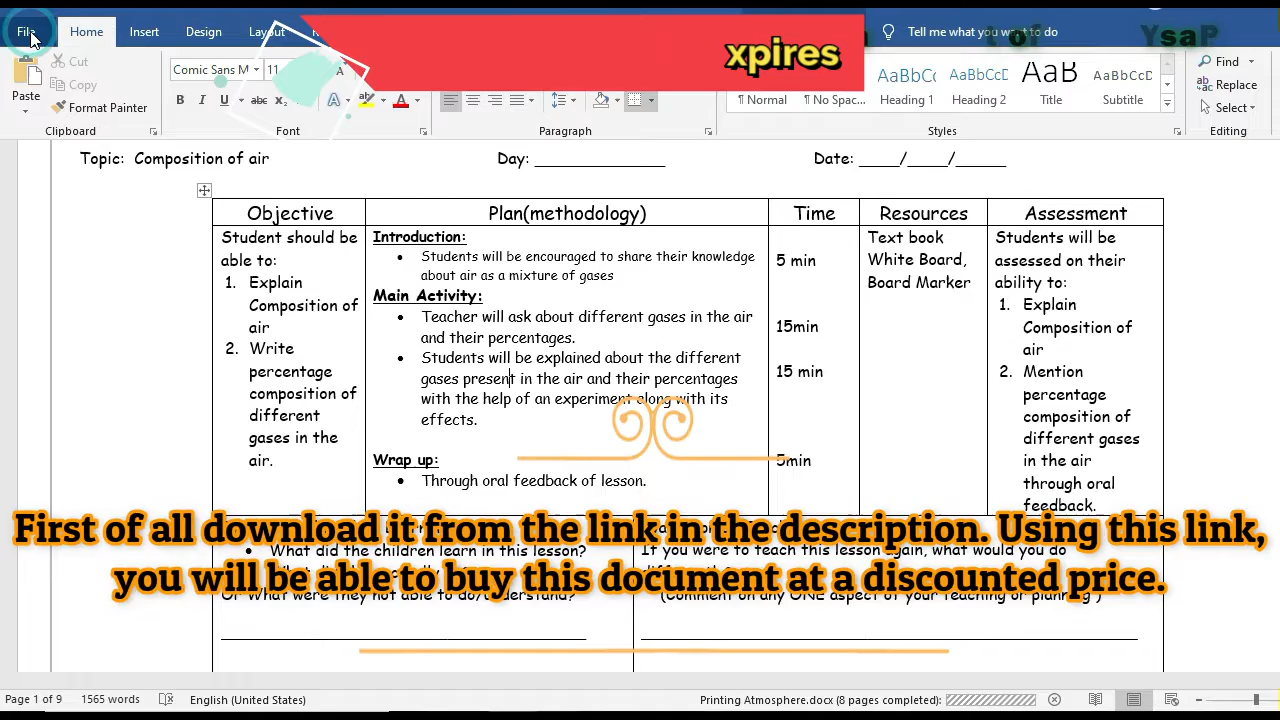 File Home Insert Design Layout Tell me what you want to do
xpires
t of YsaP
Cut
Copy
Paste
Format Painter
Comic Sans M 11
B I U abc
AaBbC AaBbCcD AaB AaBbCcD
¶ Normal ¶ No Spac... Heading 1 Heading 2 Title Subtitle
Find
Replace
Select
Clipboard Font Paragraph Styles Editing
Topic: Composition of air Day: ______________ Date: _____/_____/______
Objective Plan(methodology) Time Resources Assessment
Student should be
able to:
1. Explain
Composition of
air
2. Write
percentage
composition of
different
gases in the
air.
Introduction:
• Students will be encouraged to share their knowledge
about air as a mixture of gases
Main Activity:
• Teacher will ask about different gases in the air
and their percentages.
• Students will be explained about the different
gases present in the air and their percentages
with the help of an experiment along with its
effects.
Wrap up:
• Through oral feedback of lesson.
5 min
15min
15 min
5min
Text book
White Board,
Board Marker
Students will be
assessed on their
ability to:
1. Explain
Composition of
air
2. Mention
percentage
composition of
different gases
in the air
through oral
feedback.
First of all download it from the link in the description. Using this link,
you will be able to buy this document at a discounted price.
• What did the children learn in this lesson?
Or What were they not able to do/understand?
If you were to teach this lesson again, what would you do
(Comment on any ONE aspect of your teaching or planning )
Page 1 of 9 1565 words English (United States) Printing Atmosphere.docx (8 pages completed):